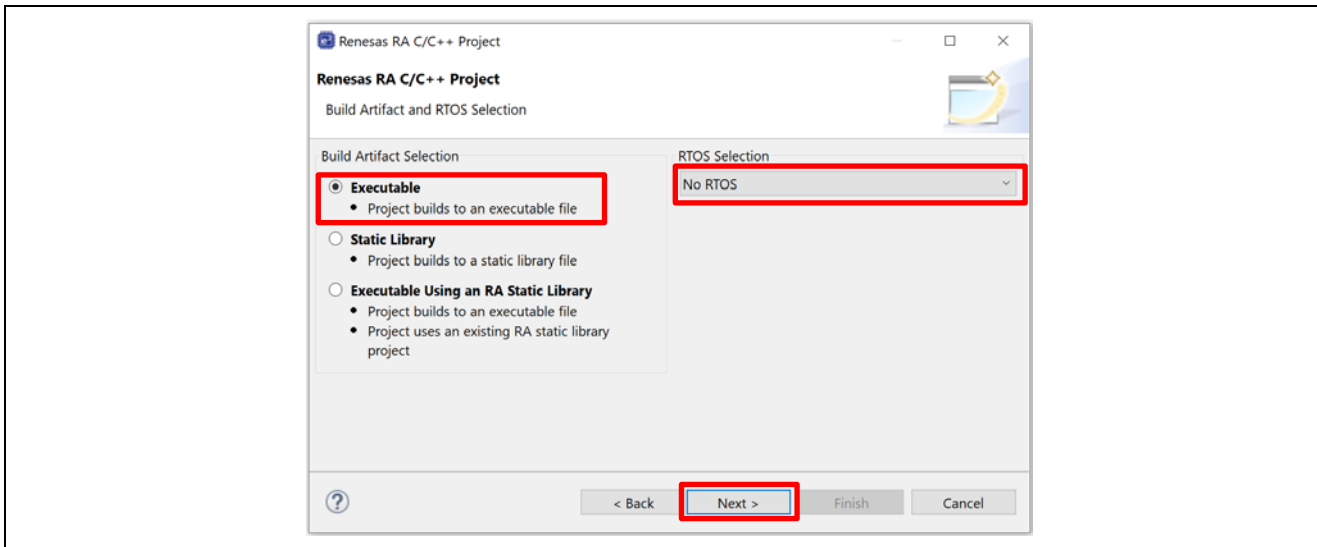 Renesas RA C/C++ Project
Renesas RA C/C++ Project
Build Artifact and RTOS Selection
Build Artifact Selection
Executable
• Project builds to an executable file
Static Library
• Project builds to a static library file
Executable Using an RA Static Library
• Project builds to an executable file
• Project uses an existing RA static library
project
RTOS Selection
No RTOS
?
< Back
Next >
Finish
Cancel